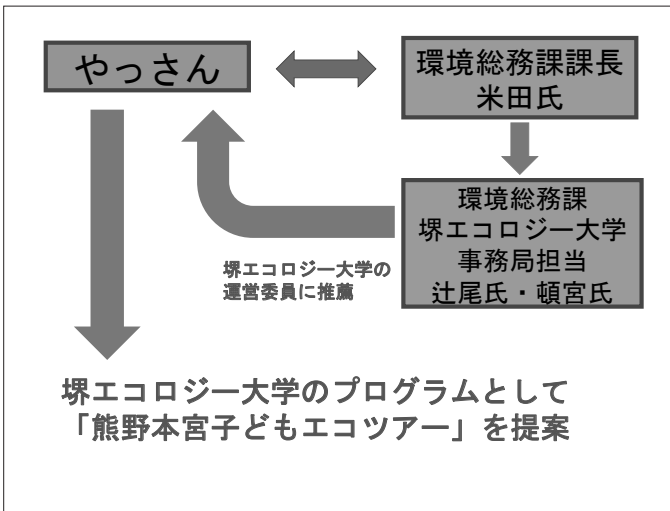 やっさん
環境総務課課長
米田氏
環境総務課
堺エコロジー大学
事務局担当
辻尾氏・頓宮氏
堺エコロジー大学の
運営委員に推薦
堺エコロジー大学のプログラムとして
「熊野本宮子どもエコツアー」を提案